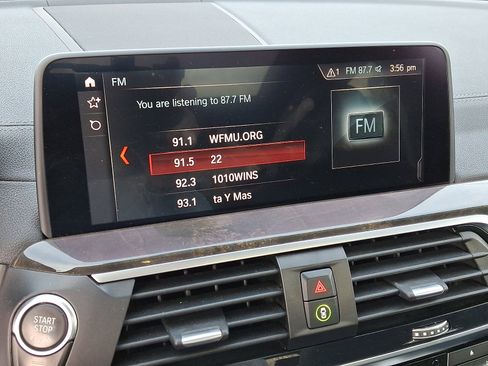 FM
1 FM 87.7 3:56 pm
You are listening to 87.7 FM
91.1 WFMU.ORG
91.5 22
92.3 1010WINS
93.1 ta Y Mas
FM
START
STOP